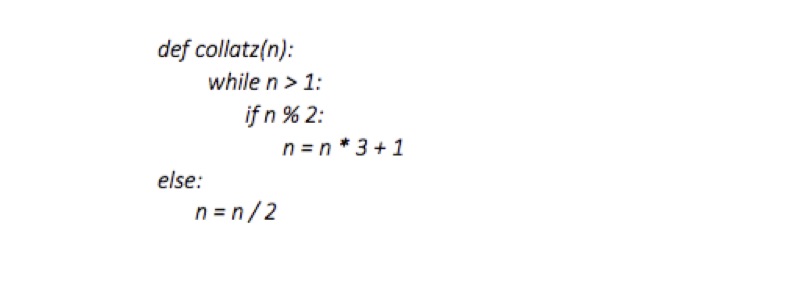 def collatz(n):
while n > 1:
if n % 2:
n = n * 3 + 1
else:
n = n / 2